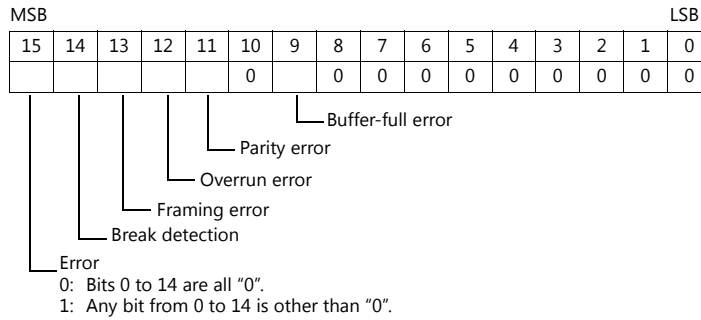 MSB LSB
15 14 13 12 11 10 9 8 7 6 5 4 3 2 1 0
0 0 0 0 0 0 0 0 0 0
Buffer-full error
Parity error
Overrun error
Framing error
Break detection
Error
0: Bits 0 to 14 are all “0”.
1: Any bit from 0 to 14 is other than “0”.